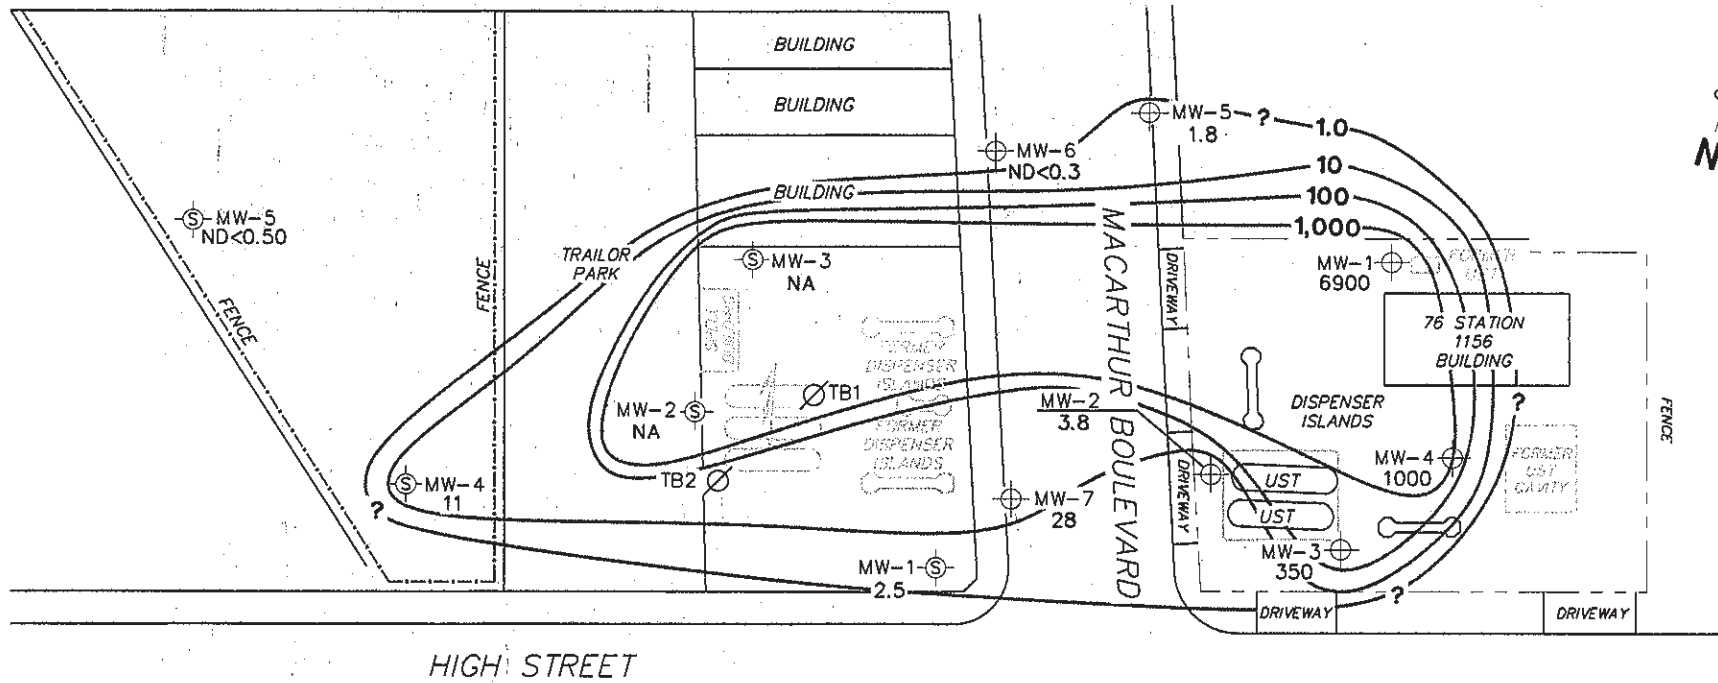 BUILDING
BUILDING
MW-5
1.8
?
1.0
MW-6
ND<0.3
10
N
BUILDING
100
MW-5
ND<0.50
1,000
TRAILOR
PARK
MW-3
NA
MACARTHUR BOULEVARD
DRIVEWAY
MW-1
6900
FORMER
UST
FENCE
FENCE
SHELL
BUILDING
76 STATION
1156
BUILDING
FORMER
DISPENSER
ISLANDS
TB1
MW-2
NA
MW-2
3.8
DISPENSER
ISLANDS
?
FENCE
FORMER
DISPENSER
ISLANDS
TB2
MW-4
11
?
MW-7
28
DRIVEWAY
UST
UST
MW-4
1000
FORMER
UST
CAVITY
MW-3
350
MW-1
2.5
?
DRIVEWAY
DRIVEWAY
HIGH STREET